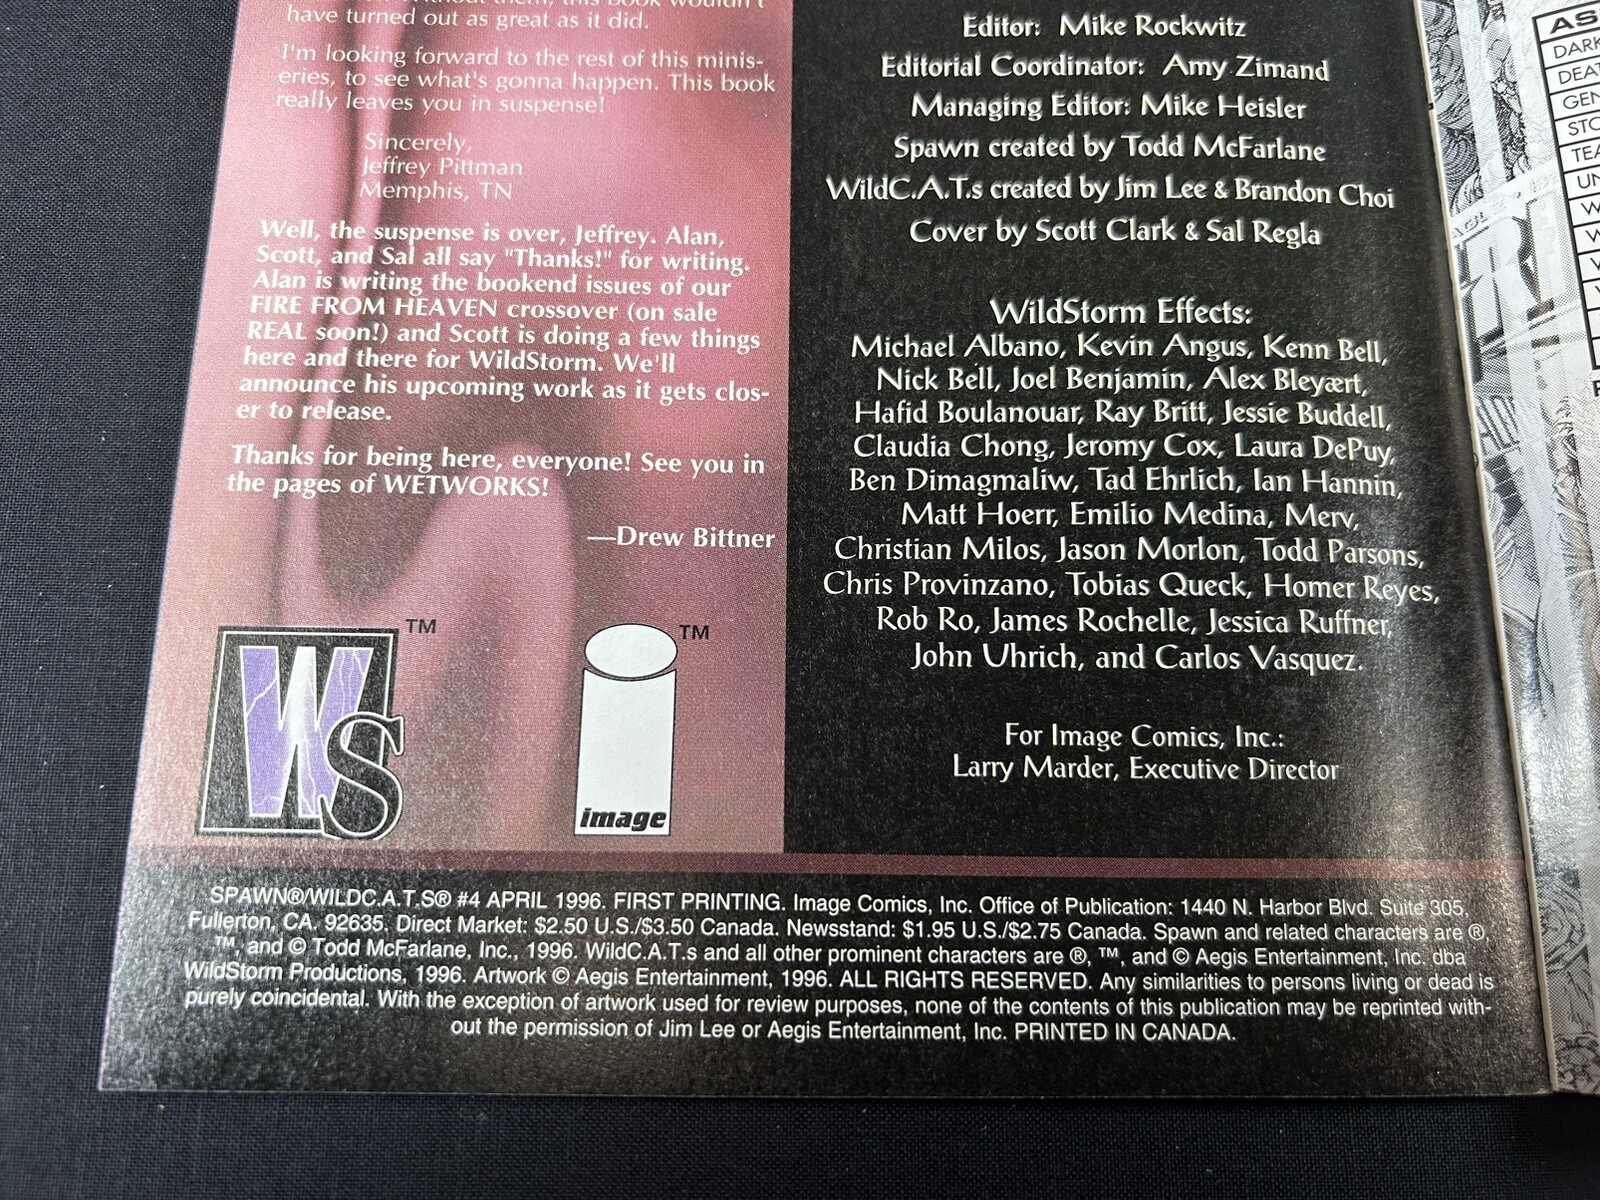 have turned out as great as it did.
I'm looking forward to the rest of this minis-
eries, to see what's gonna happen. This book
really leaves you in suspense!
Sincerely,
Jeffrey Pittman
Memphis, TN
Well, the suspense is over, Jeffrey. Alan,
Scott, and Sal all say "Thanks!" for writing.
Alan is writing the bookend issues of our
FIRE FROM HEAVEN crossover (on sale
REAL soon!) and Scott is doing a few things
here and there for WildStorm. We'll
announce his upcoming work as it gets clos-
er to release.
Thanks for being here, everyone! See you in
the pages of WETWORKS!
—Drew Bittner
WS TM
TM
image
Editor: Mike Rockwitz
Editorial Coordinator: Amy Zimand
Managing Editor: Mike Heisler
Spawn created by Todd McFarlane
WildC.A.T.s created by Jim Lee & Brandon Choi
Cover by Scott Clark & Sal Regla
WildStorm Effects:
Michael Albano, Kevin Angus, Kenn Bell,
Nick Bell, Joel Benjamin, Alex Bleyært,
Hafid Boulanouar, Ray Britt, Jessie Buddell,
Claudia Chong, Jeromy Cox, Laura DePuy,
Ben Dimagmaliw, Tad Ehrlich, Ian Hannin,
Matt Hoerr, Emilio Medina, Merv,
Christian Milos, Jason Morlon, Todd Parsons,
Chris Provinzano, Tobias Queck, Homer Reyes,
Rob Ro, James Rochelle, Jessica Ruffner,
John Uhrich, and Carlos Vasquez.
For Image Comics, Inc.:
Larry Marder, Executive Director
SPAWN®/WILDC.A.T.S® #4 APRIL 1996. FIRST PRINTING. Image Comics, Inc. Office of Publication: 1440 N. Harbor Blvd. Suite 305,
Fullerton, CA. 92635. Direct Market: $2.50 U.S./$3.50 Canada. Newsstand: $1.95 U.S./$2.75 Canada. Spawn and related characters are ®,
™, and © Todd McFarlane, Inc., 1996. WildC.A.T.s and all other prominent characters are ®, ™, and © Aegis Entertainment, Inc. dba
WildStorm Productions, 1996. Artwork © Aegis Entertainment, 1996. ALL RIGHTS RESERVED. Any similarities to persons living or dead is
purely coincidental. With the exception of artwork used for review purposes, none of the contents of this publication may be reprinted with-
out the permission of Jim Lee or Aegis Entertainment, Inc. PRINTED IN CANADA.